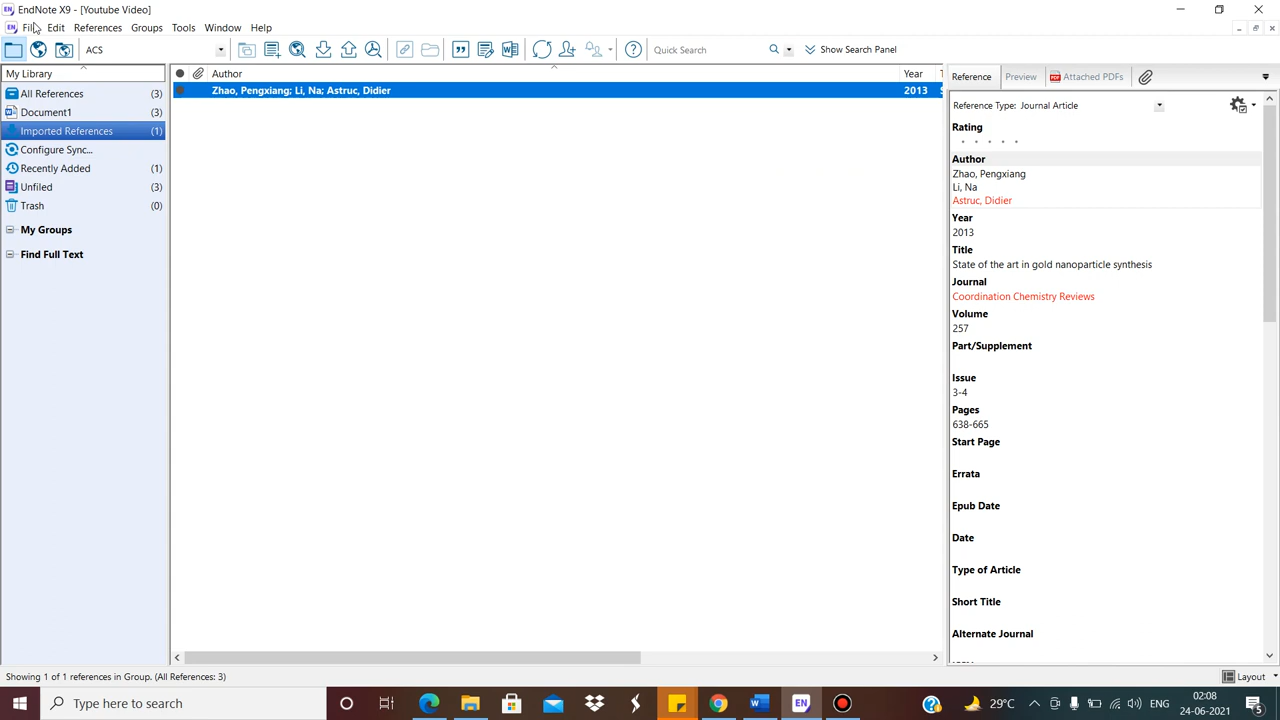 EndNote X9 - [Youtube Video]
File Edit References Groups Tools Window Help
ACS Quick Search Show Search Panel
My Library Author Year Reference Preview Attached PDFs
All References (3) Zhao, Pengxiang; Li, Na; Astruc, Didier 2013
Document1 (3) Reference Type: Journal Article
Imported References (1) Rating
Configure Sync...
Recently Added (1) Author
Zhao, Pengxiang
Unfiled (3) Li, Na
Trash (0) Astruc, Didier
My Groups Year
2013
Find Full Text Title
State of the art in gold nanoparticle synthesis
Journal
Coordination Chemistry Reviews
Volume
257
Part/Supplement
Issue
3-4
Pages
638-665
Start Page
Errata
Epub Date
Date
Type of Article
Short Title
Alternate Journal
Showing 1 of 1 references in Group. (All References: 3) Layout
Type here to search 29°C 02:08
24-06-2021